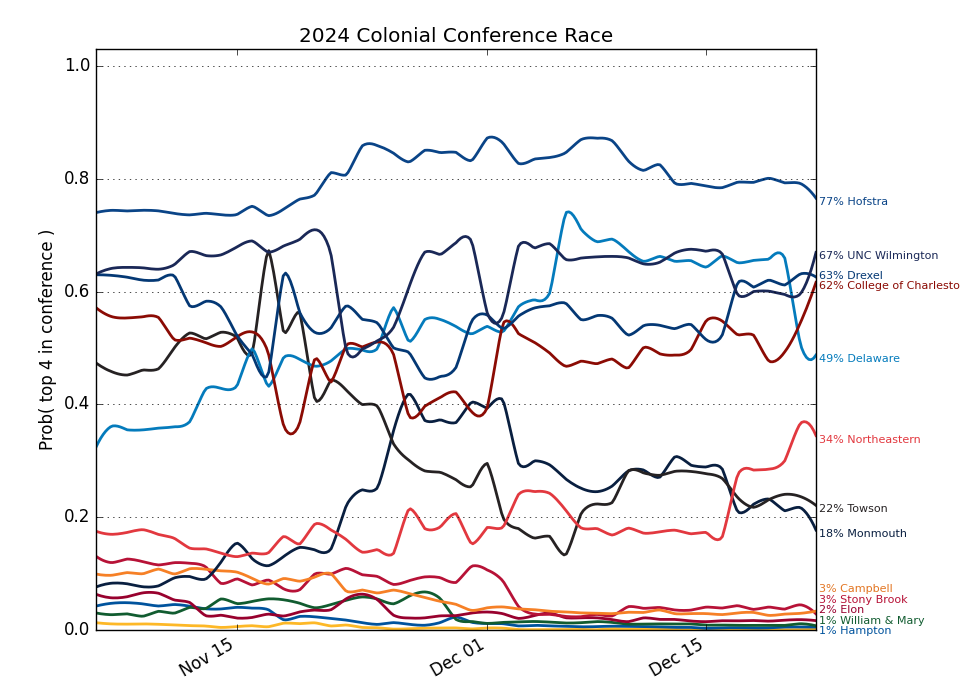 2024 Colonial Conference Race
Prob( top 4 in conference )
1.0
0.8
0.6
0.4
0.2
0.0
Nov 15
Dec 01
Dec 15
77% Hofstra
67% UNC Wilmington
63% Drexel
62% College of Charlesto
49% Delaware
34% Northeastern
22% Towson
18% Monmouth
3% Campbell
3% Stony Brook
2% Elon
1% William & Mary
1% Hampton